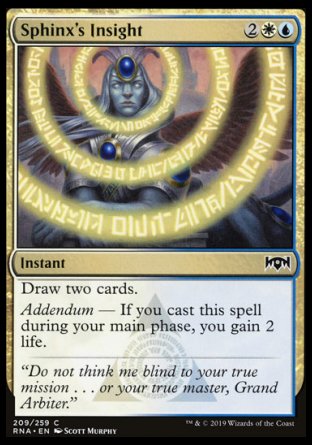 Sphinx's Insight 2
Instant
Draw two cards.
Addendum — If you cast this spell
during your main phase, you gain 2
life.
"Do not think me blind to your true
mission . . . or your true master, Grand
Arbiter."
209/259 C
RNA • EN SCOTT MURPHY
™ & © 2019 Wizards of the Coast